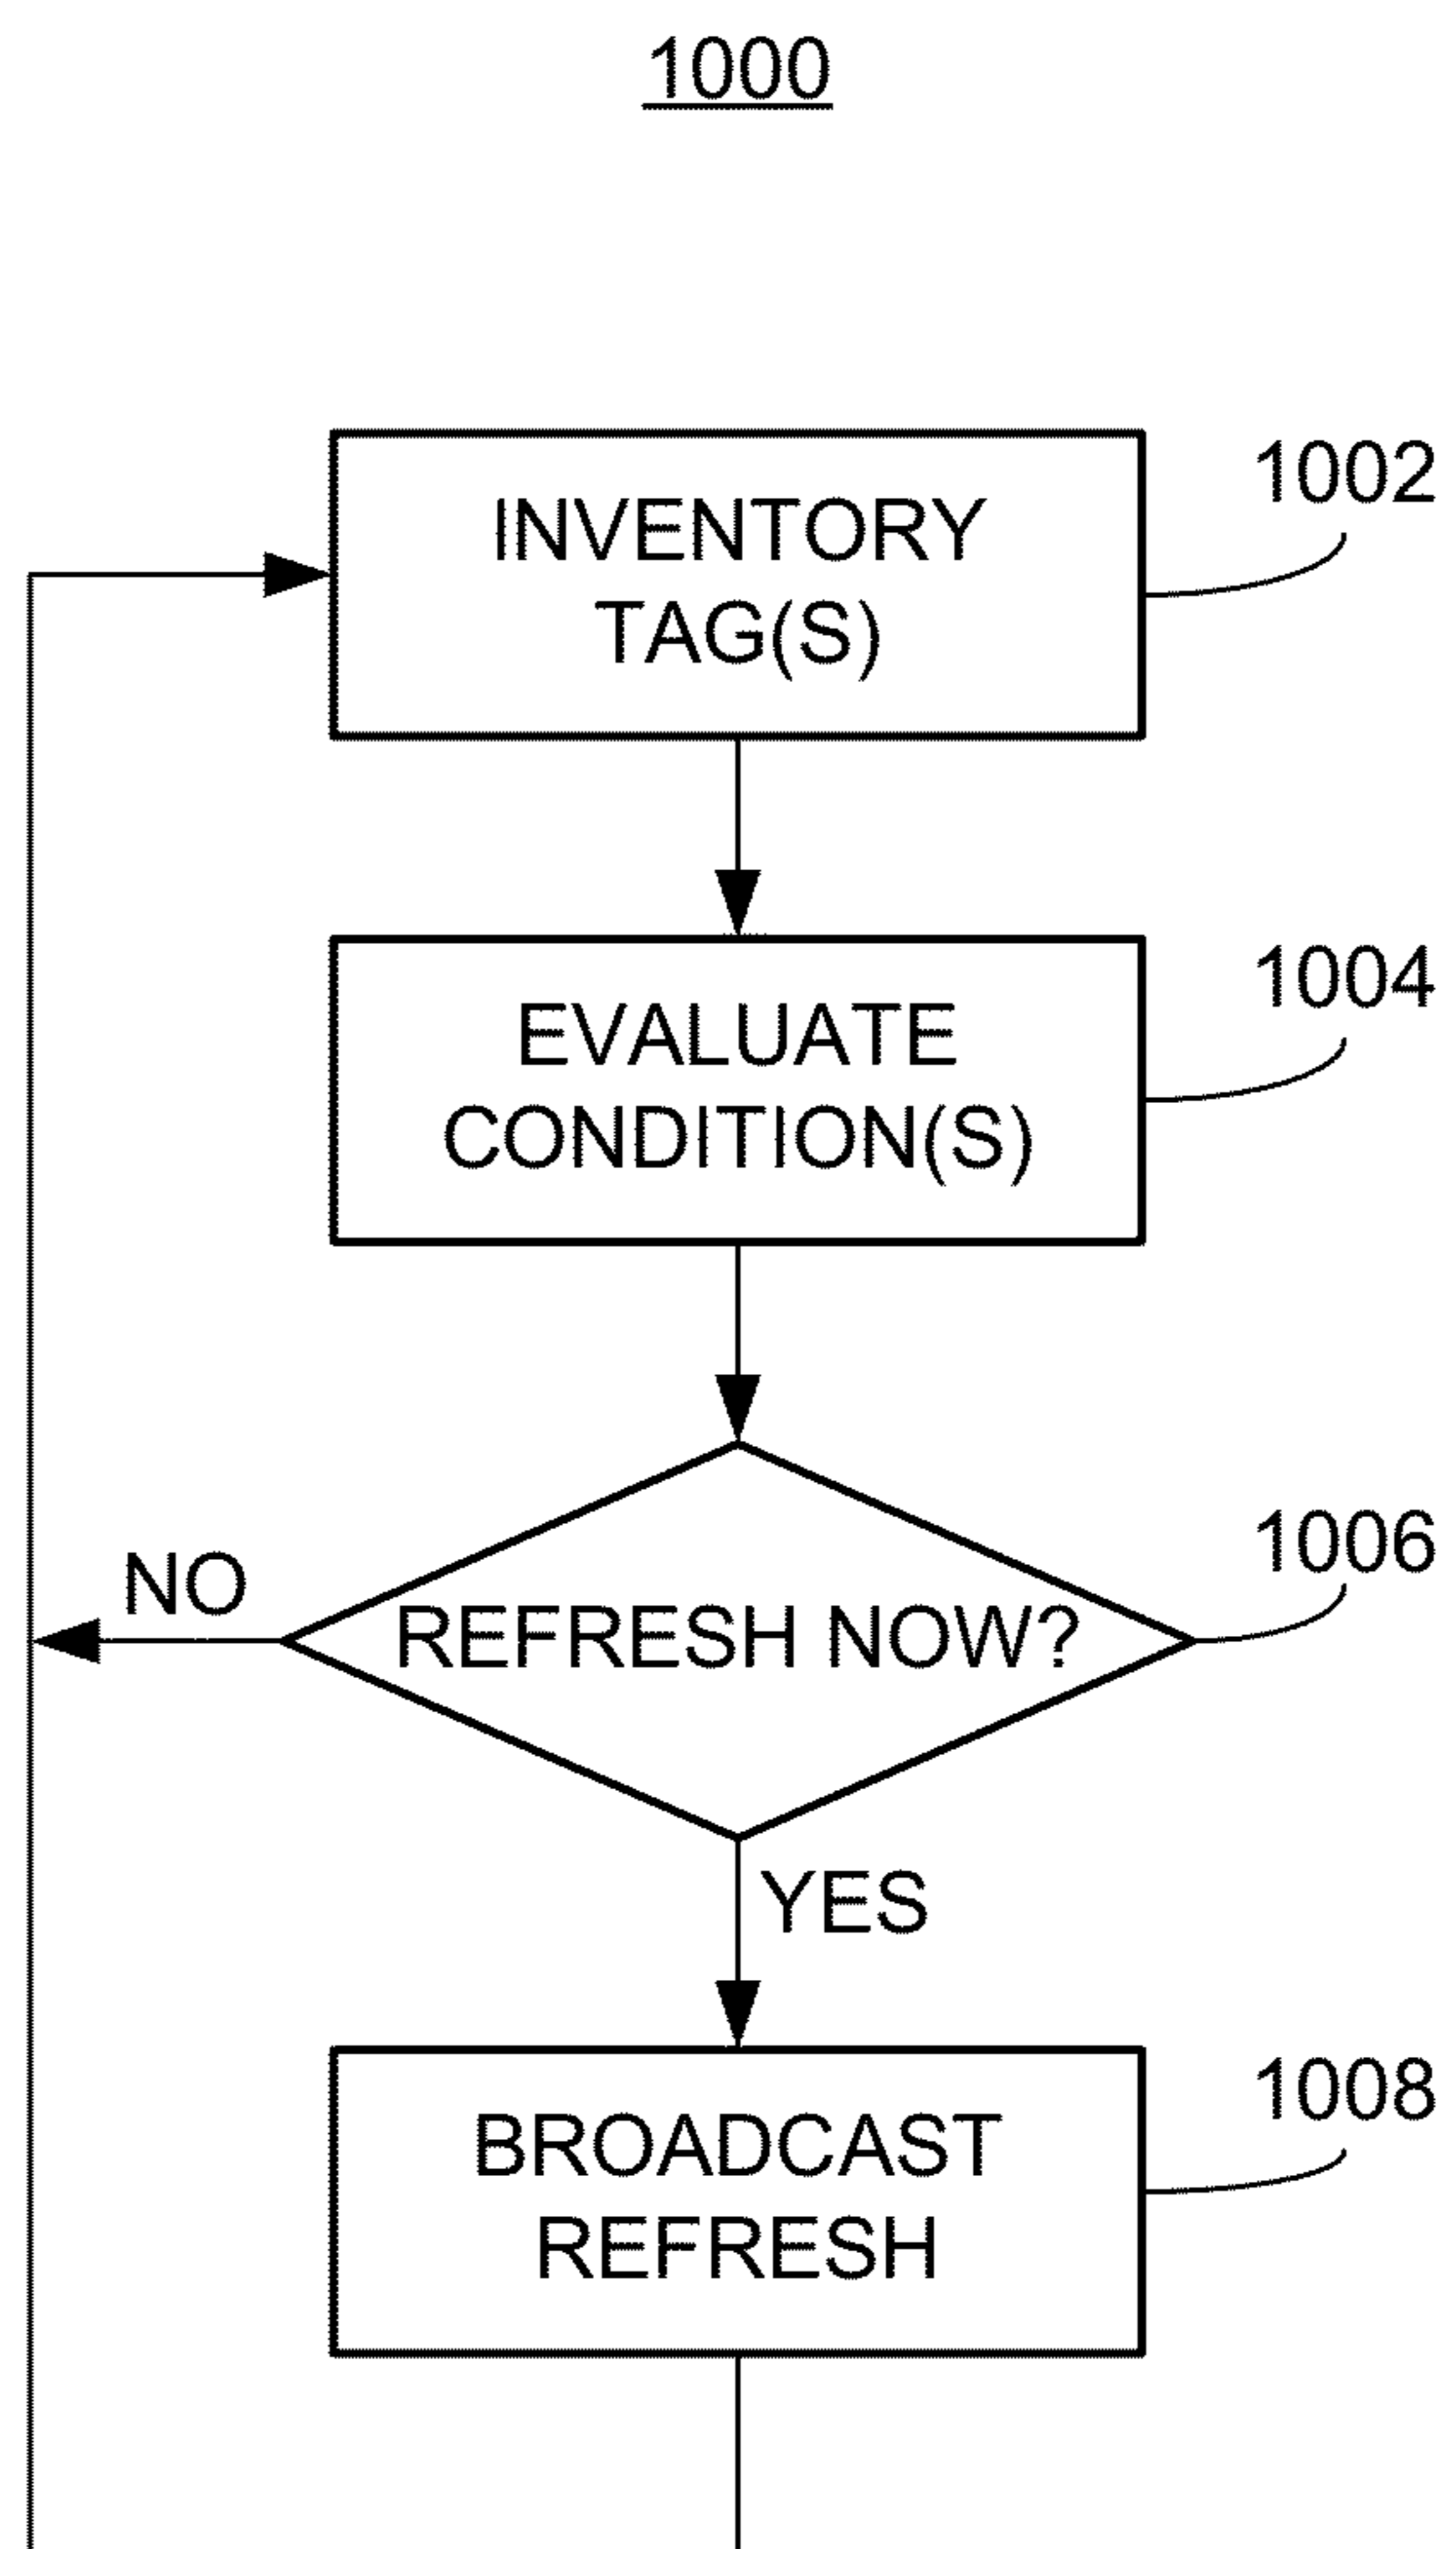 1000
INVENTORY
TAG(S)
1002
EVALUATE
CONDITION(S)
1004
REFRESH NOW?
1006
NO
YES
BROADCAST
REFRESH
1008